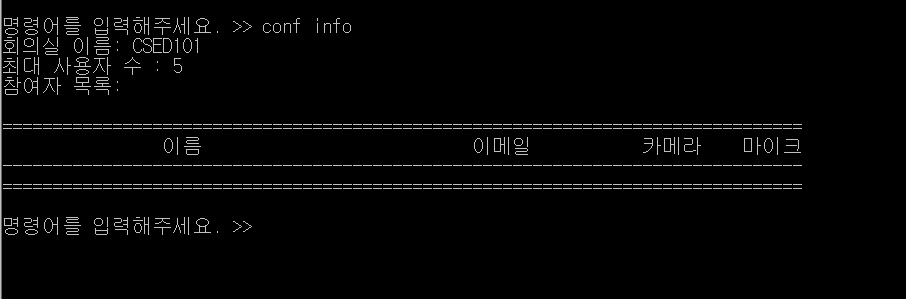 명령어를 입력해주세요. >> conf info
회의실 이름: CSED101
최대 사용자 수 : 5
참여자 목록:
================================================================================
이름 이메일 카메라 마이크
--------------------------------------------------------------------------------
================================================================================
명령어를 입력해주세요. >>